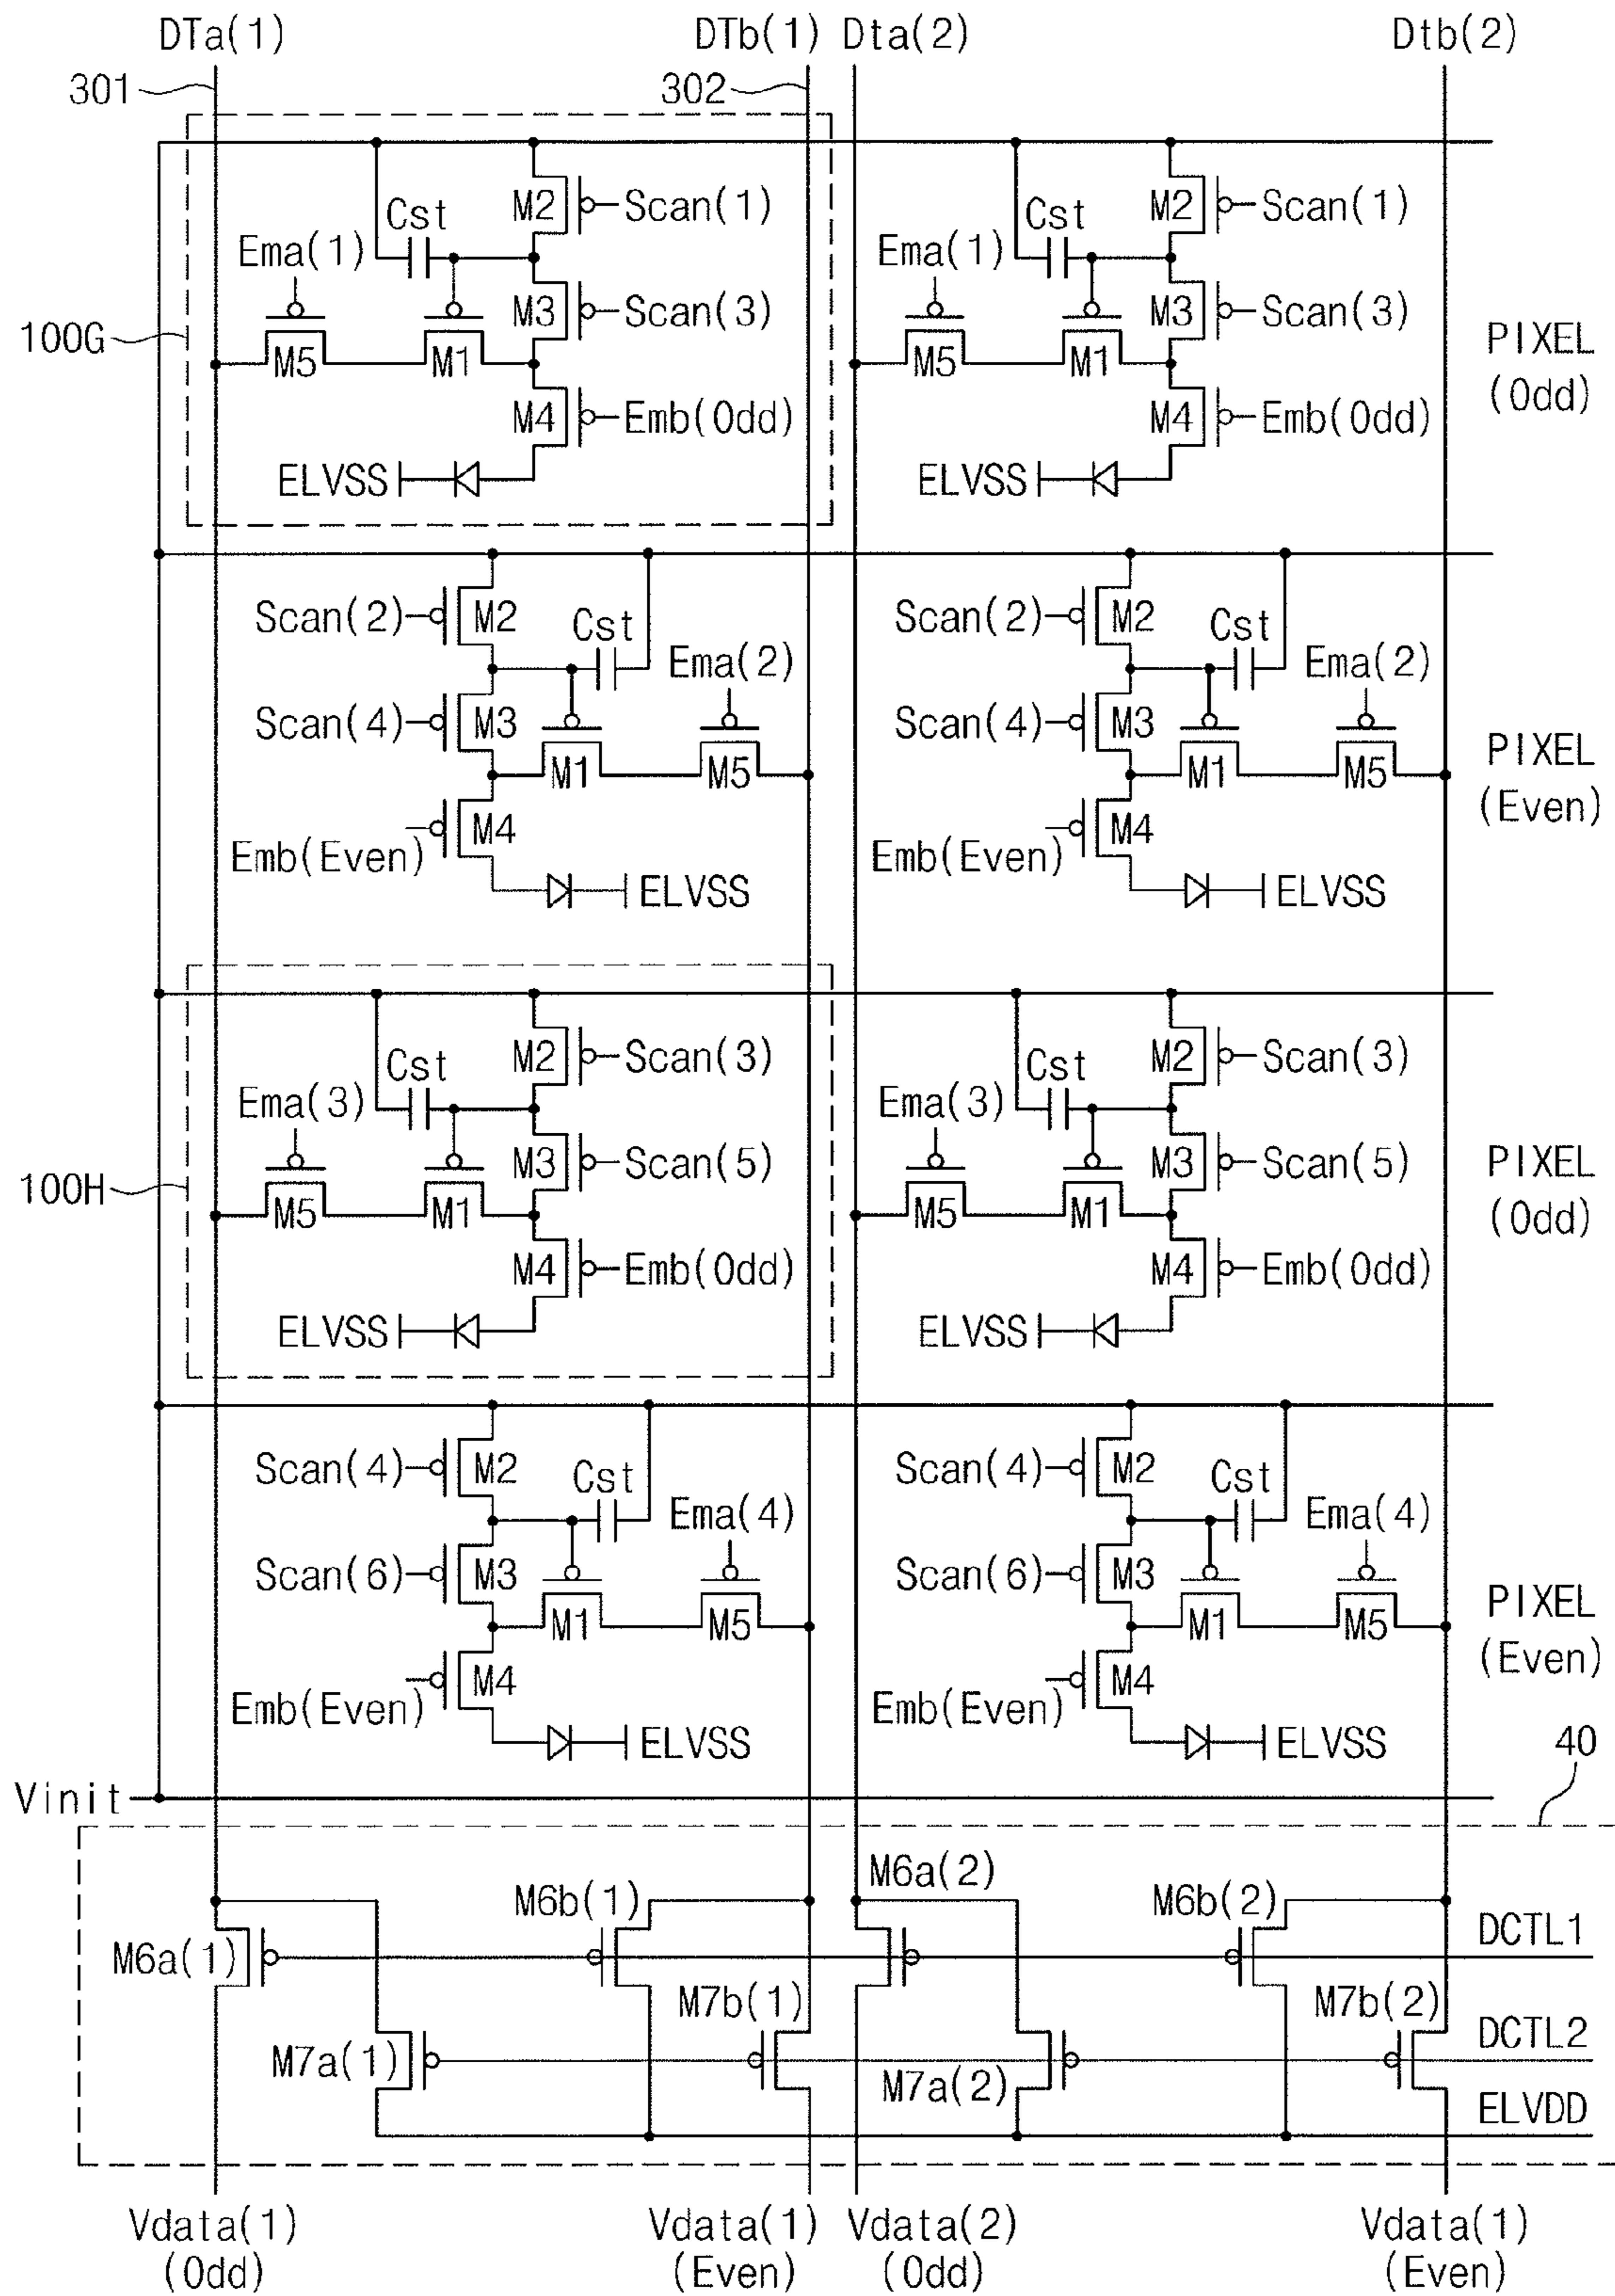 DTa(1) DTb(1) Dta(2) Dtb(2)
301 302
M2 Scan(1) M2 Scan(1)
Cst Cst
Ema(1) Ema(1)
M3 Scan(3) M3 Scan(3)
100G M5 M1 M5 M1 PIXEL
(Odd)
M4 Emb(Odd) M4 Emb(Odd)
ELVSS ELVSS
Scan(2) M2 Cst Scan(2) M2 Cst
Ema(2) Ema(2)
Scan(4) M3 Scan(4) M3
M1 M5 M1 M5 PIXEL
(Even)
M4 M4
Emb(Even) Emb(Even)
ELVSS ELVSS
M2 Scan(3) M2 Scan(3)
Cst Cst
Ema(3) Ema(3)
M3 Scan(5) M3 Scan(5) PIXEL
100H M5 M1 M5 M1 (Odd)
M4 Emb(Odd) M4 Emb(Odd)
ELVSS ELVSS
Scan(4) M2 Cst Scan(4) M2 Cst
Ema(4) Ema(4)
Scan(6) M3 Scan(6) M3
M1 M5 M1 M5 PIXEL
(Even)
M4 M4
Emb(Even) Emb(Even)
ELVSS ELVSS
40
Vinit
M6a(2)
M6b(1) M6b(2)
DCTL1
M6a(1)
M7b(1) M7b(2)
DCTL2
M7a(1) M7a(2)
ELVDD
Vdata(1) Vdata(1) Vdata(2) Vdata(1)
(Odd) (Even) (Odd) (Even)